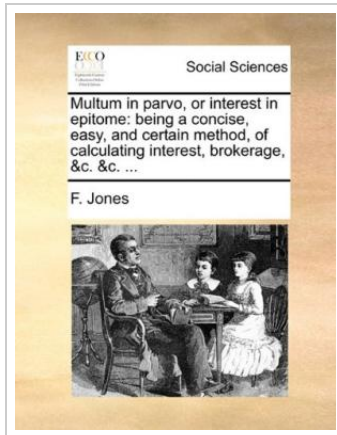 ECCO
Social Sciences
Multum in parvo, or interest in
epitome: being a concise,
easy, and certain method, of
calculating interest, brokerage,
&c. &c. ...
F. Jones